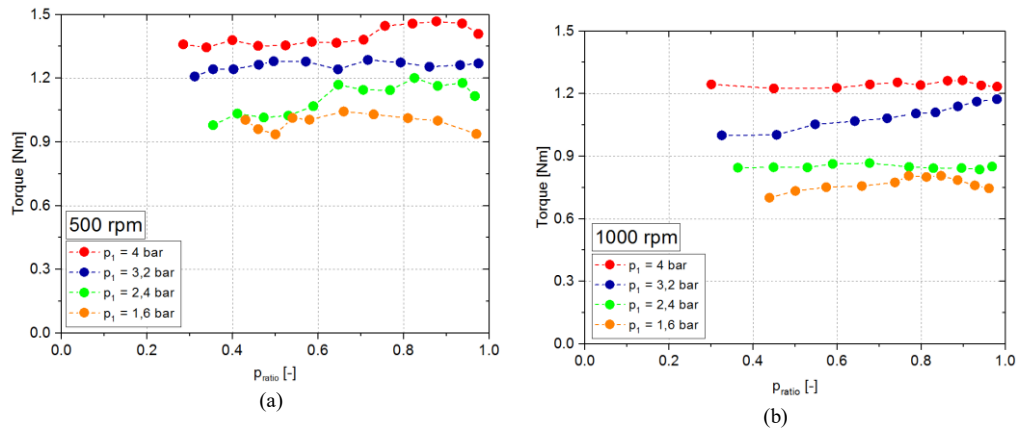 1.5
1.2
0.9
0.6
0.3
0.0
Torque [Nm]
500 rpm
p1 = 4 bar
p1 = 3,2 bar
p1 = 2,4 bar
p1 = 1,6 bar
0.0 0.2 0.4 0.6 0.8 1.0
pratio [-]
(a)
1.5
1.2
0.9
0.6
0.3
0.0
Torque [Nm]
1000 rpm
p1 = 4 bar
p1 = 3,2 bar
p1 = 2,4 bar
p1 = 1,6 bar
0.0 0.2 0.4 0.6 0.8 1.0
pratio [-]
(b)